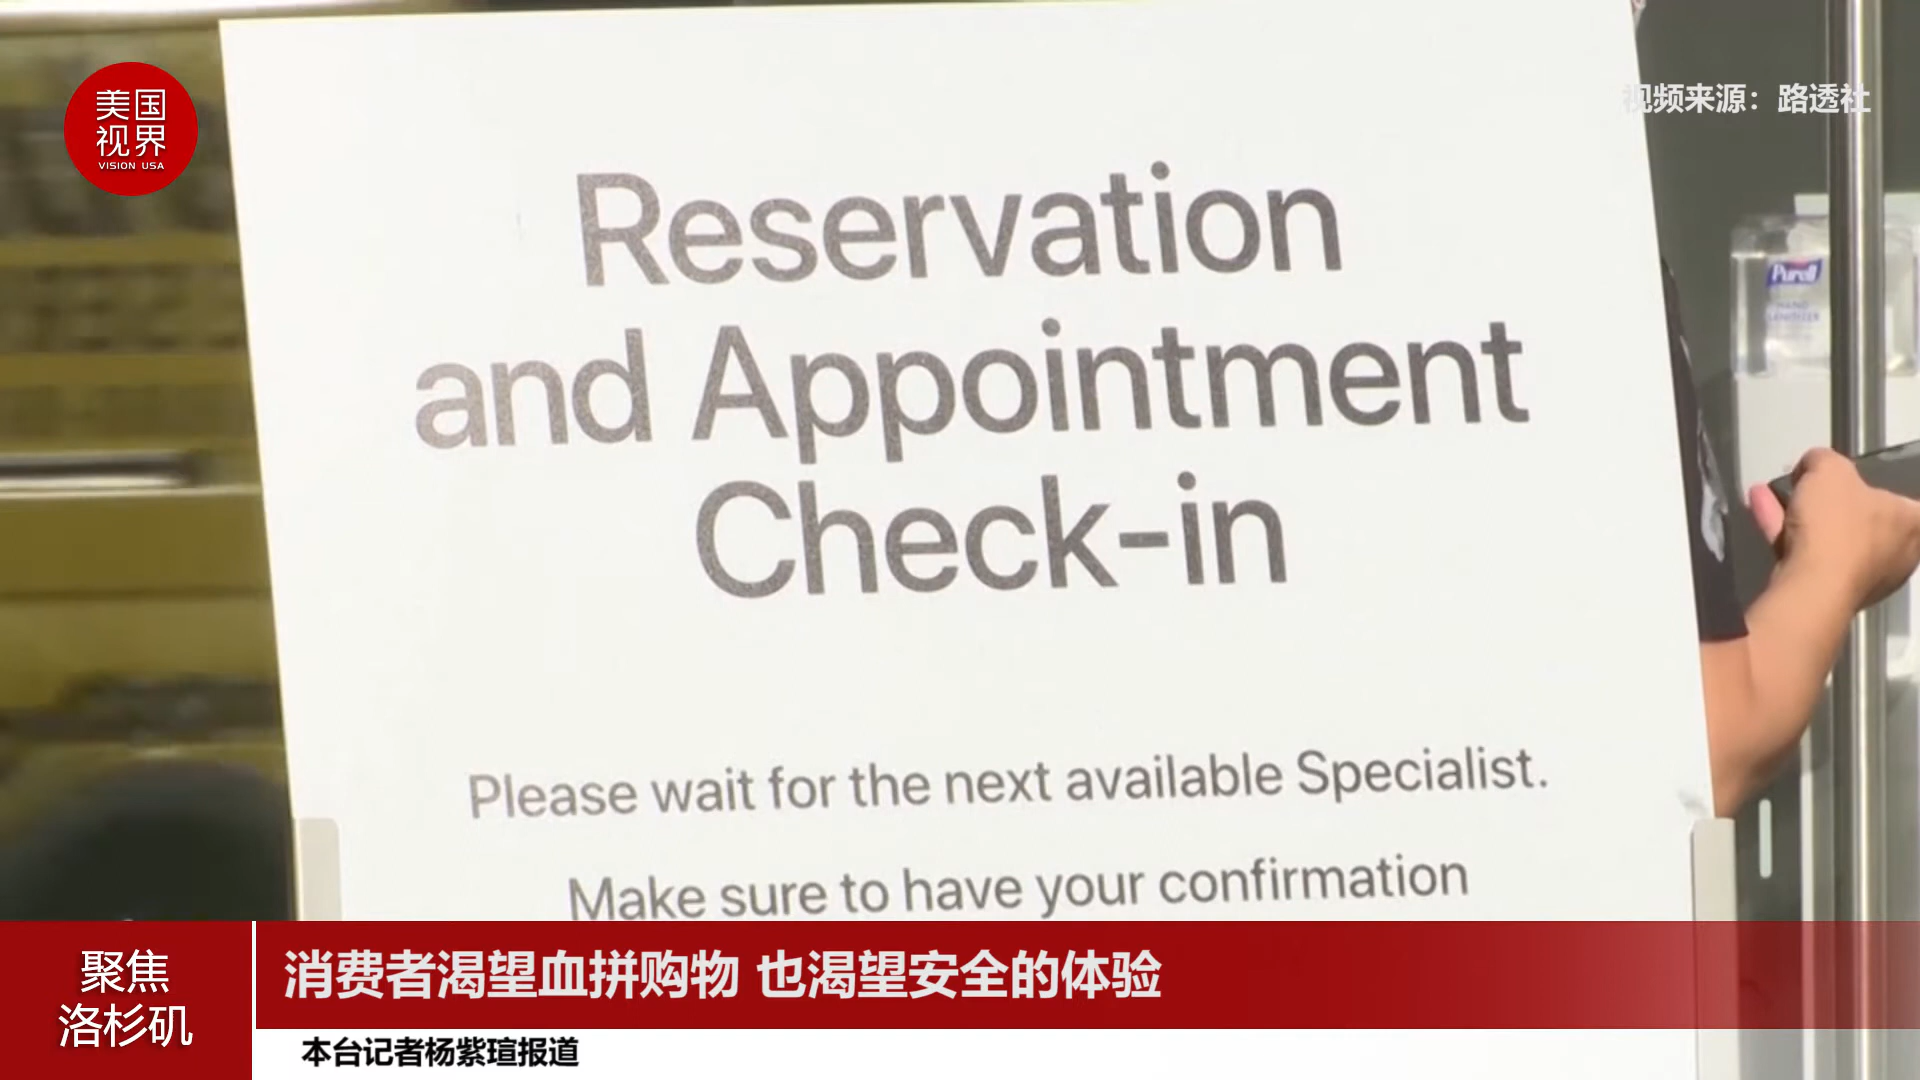 美国
视界
VISION USA
视频来源：路透社
Reservation
and Appointment
Check-in
Purell
HAND
SANITIZER
Please wait for the next available Specialist.
Make sure to have your confirmation
聚焦
洛杉矶
消费者渴望血拼购物 也渴望安全的体验
本台记者杨紫瑄报道